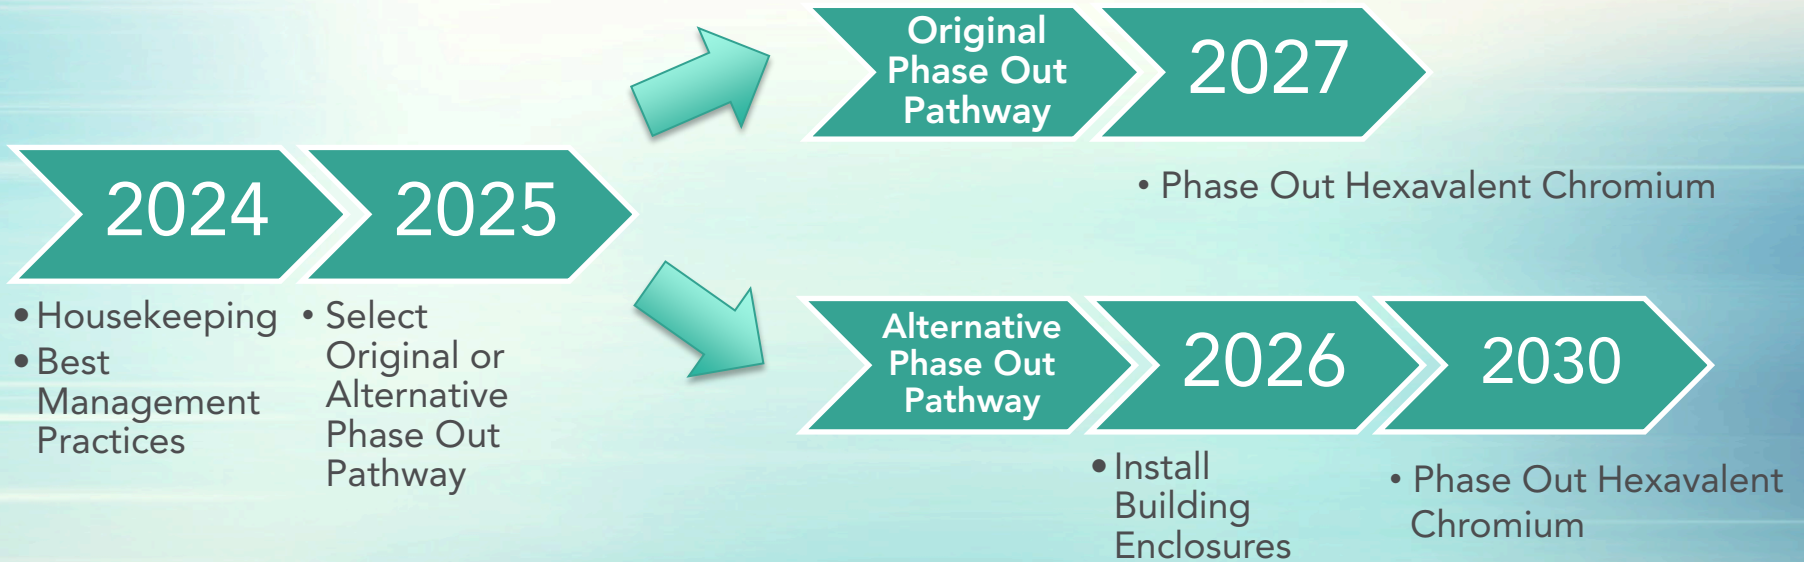 2024
• Housekeeping
• Best
Management
Practices
2025
• Select
Original or
Alternative
Phase Out
Pathway
Original
Phase Out
Pathway
2027
• Phase Out Hexavalent Chromium
Alternative
Phase Out
Pathway
2026
• Install
Building
Enclosures
2030
• Phase Out Hexavalent
Chromium